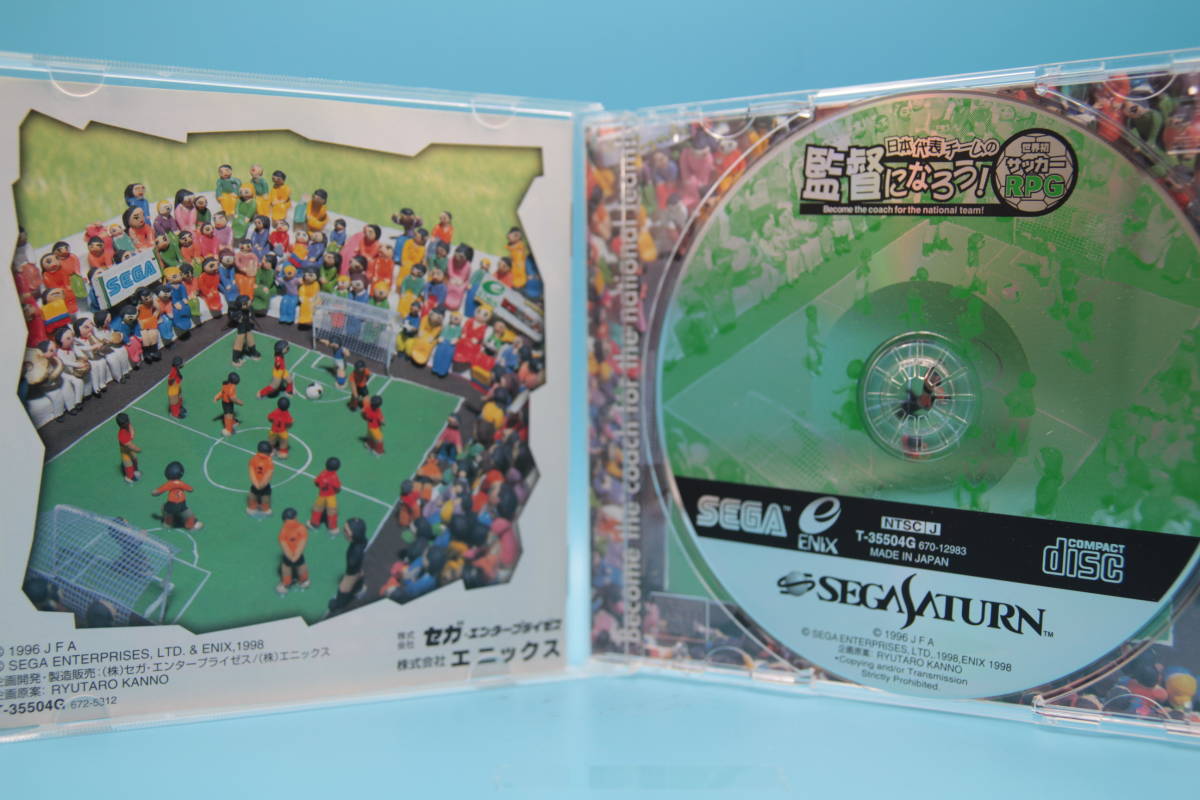 SEGA
© 1996 J F A
© SEGA ENTERPRISES, LTD. & ENIX,1998
企画開発・製造販売:(株)セガ・エンタープライゼス/(株)エニックス
企画原案: RYUTARO KANNO
T-35504G 672-5312
株式会社 セガ・エンタープライゼス
株式会社 エニックス
Become the coach for the national team!
日本代表チームの
監督になろう!
世界初
サッカー
RPG
Become the coach for the national team!
SEGA™
ENIX
NTSC J
T-35504G 670-12983
MADE IN JAPAN
COMPACT
disc
SEGA SATURN™
© 1996 J F A
© SEGA ENTERPRISES, LTD.,1998,ENIX 1998
企画原案: RYUTARO KANNO
•Copying and/or Transmission
Strictly Prohibited.